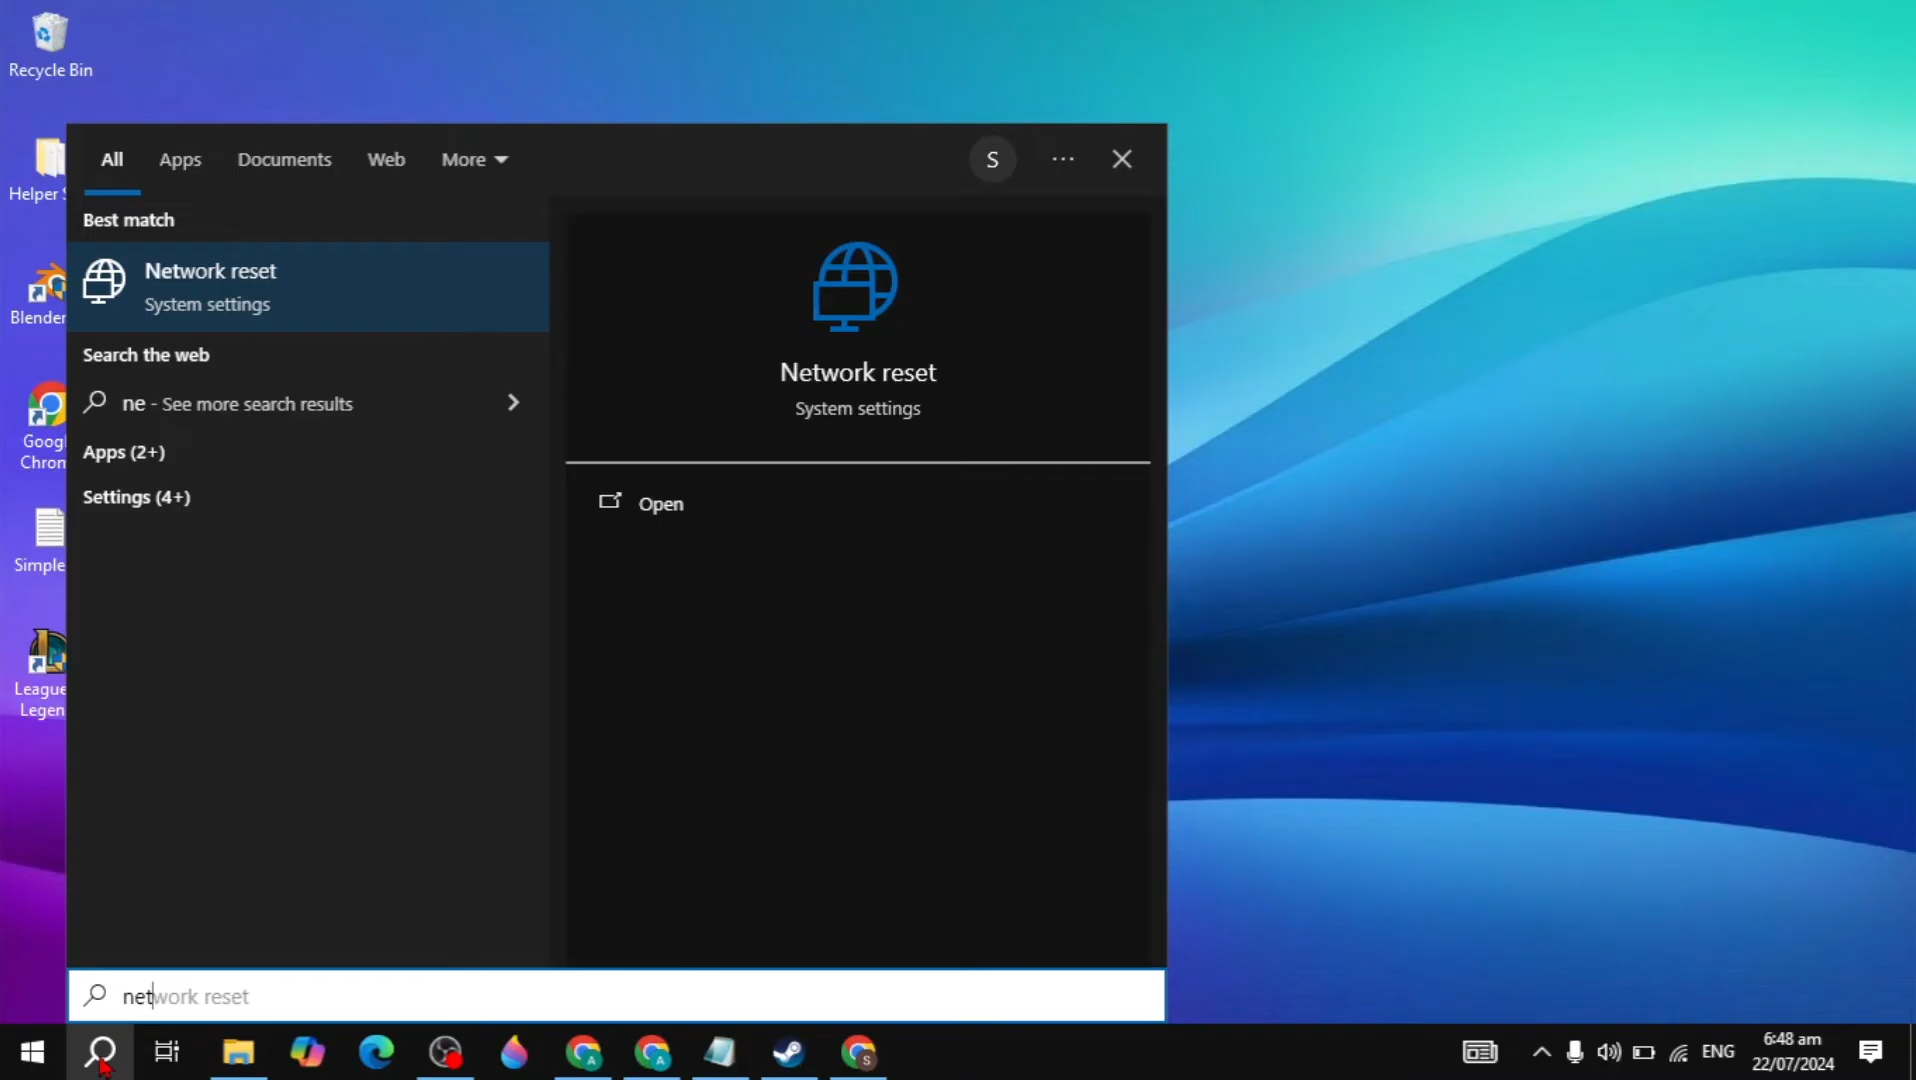 Recycle Bin
Helper S
Blender
Googl
Chrom
Simple
League
Legen
All Apps Documents Web More S ...
Best match
Network reset
System settings
Search the web
ne - See more search results
Apps (2+)
Settings (4+)
Network reset
System settings
Open
network reset
A
A
S
ENG
6:48 am
22/07/2024